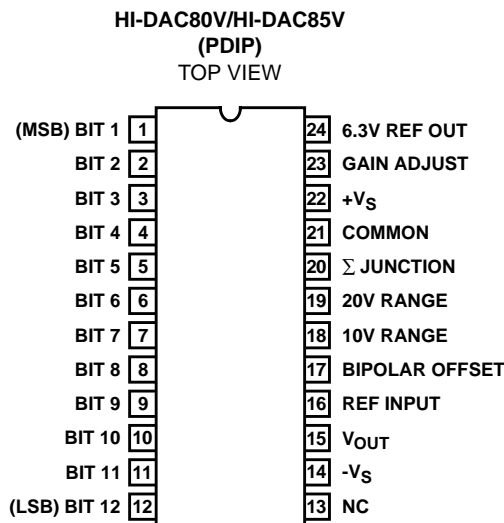 HI-DAC80V/HI-DAC85V
(PDIP)
TOP VIEW
(MSB) BIT 1 1 24 6.3V REF OUT
BIT 2 2 23 GAIN ADJUST
BIT 3 3 22 +VS
BIT 4 4 21 COMMON
BIT 5 5 20 Σ JUNCTION
BIT 6 6 19 20V RANGE
BIT 7 7 18 10V RANGE
BIT 8 8 17 BIPOLAR OFFSET
BIT 9 9 16 REF INPUT
BIT 10 10 15 VOUT
BIT 11 11 14 -VS
(LSB) BIT 12 12 13 NC